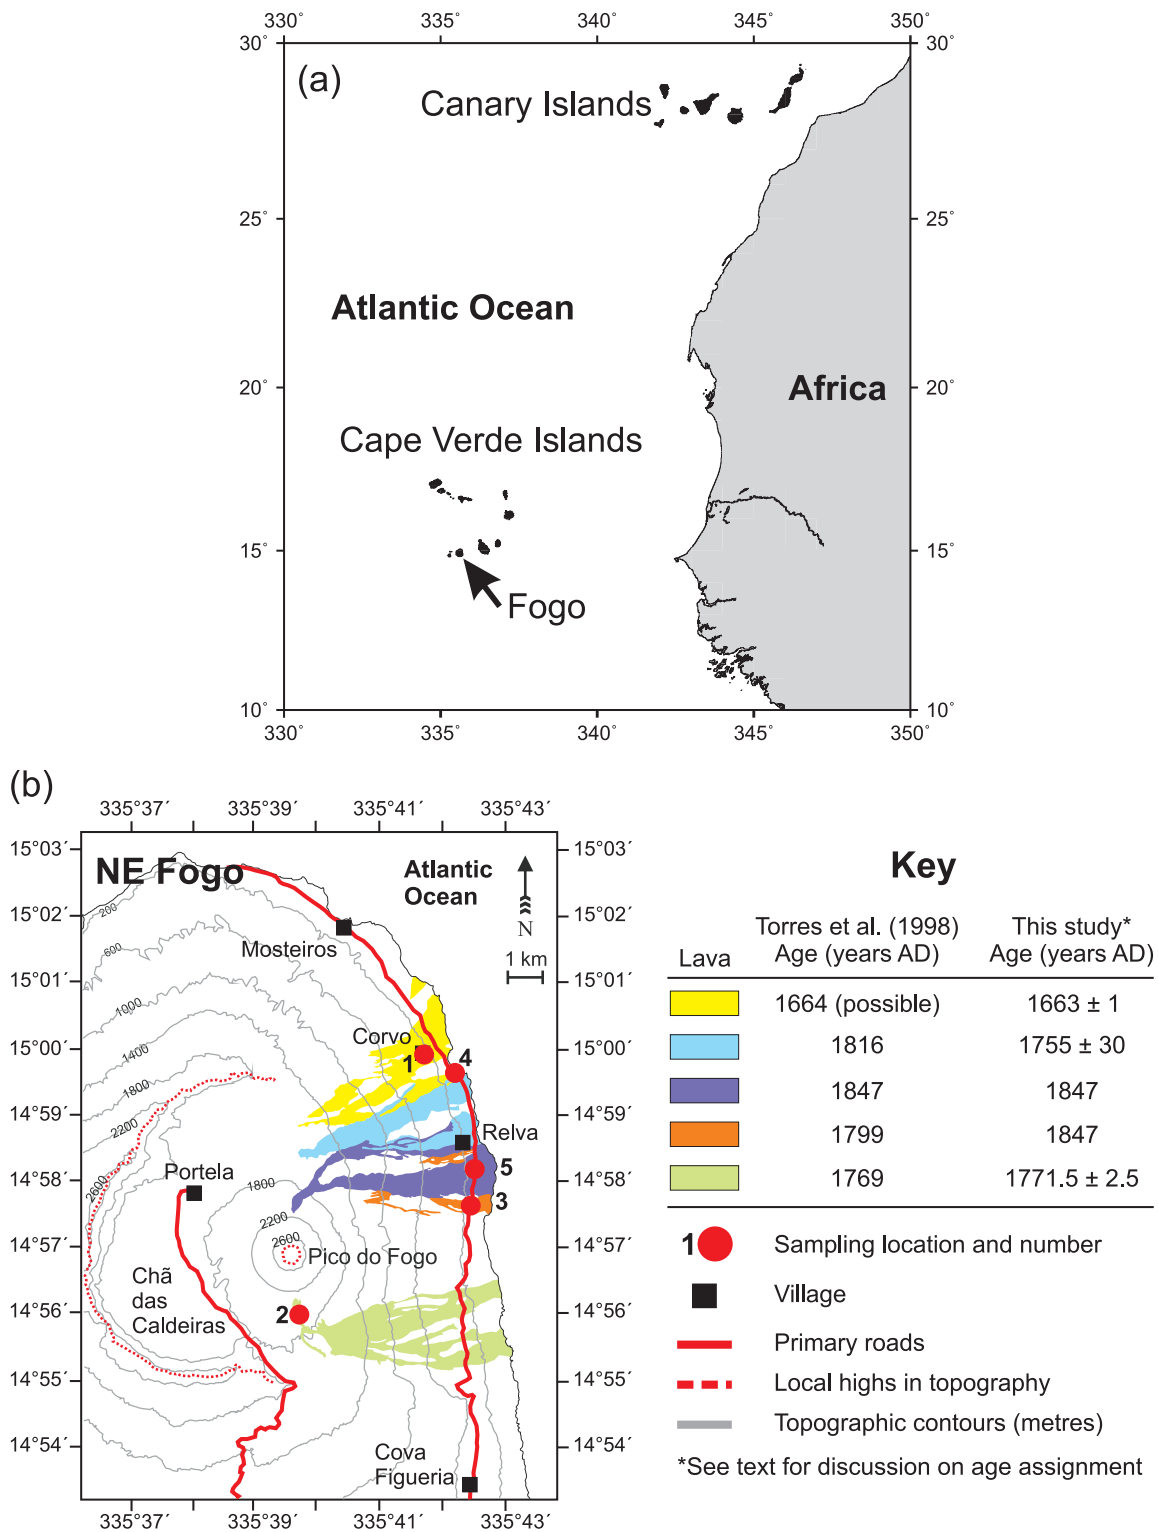 330˚ 335˚ 340˚ 345˚ 350˚
30˚ 30˚
(a)
Canary Islands
25˚ 25˚
Atlantic Ocean
20˚ 20˚
Africa
Cape Verde Islands
15˚ 15˚
Fogo
10˚ 10˚
330˚ 335˚ 340˚ 345˚ 350˚
(b)
335°37´ 335°39´ 335°41´ 335°43´
15°03´ 15°03´
NE Fogo
Atlantic
Ocean
N
1 km
200
15°02´ 15°02´
Mosteiros
600
15°01´ 15°01´
1000
Corvo
15°00´ 15°00´
1 4
1400
1800
14°59´ 14°59´
2200
Relva
14°58´ 14°58´
5
Portela
2600
1800
3
2200
2600
14°57´ 14°57´
Pico do Fogo
Chã
das
Caldeiras
14°56´ 14°56´
2
14°55´ 14°55´
14°54´ 14°54´
Cova
Figueria
335°37´ 335°39´ 335°41´ 335°43´
Key
Torres et al. (1998) This study*
Lava Age (years AD) Age (years AD)
1664 (possible) 1663 ± 1
1816 1755 ± 30
1847 1847
1799 1847
1769 1771.5 ± 2.5
1 Sampling location and number
Village
Primary roads
Local highs in topography
Topographic contours (metres)
*See text for discussion on age assignment